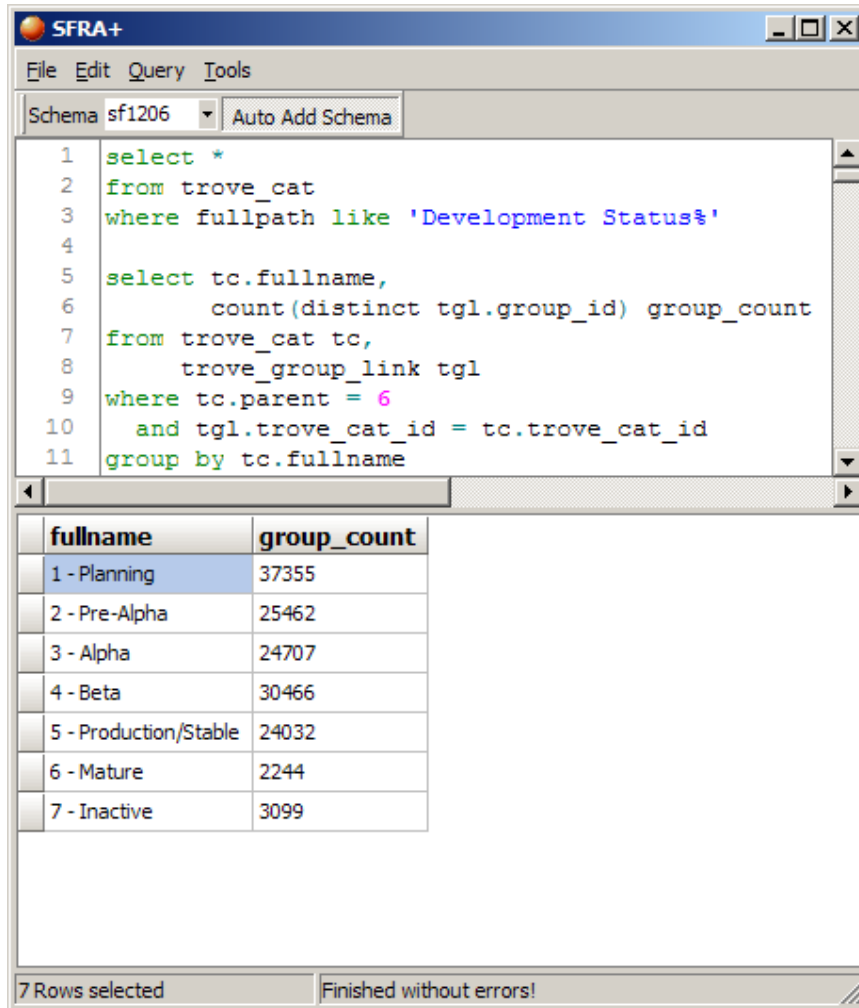 SFRA+
File Edit Query Tools
Schema sf1206 Auto Add Schema
1 select *
2 from trove_cat
3 where fullpath like 'Development Status%'
4
5 select tc.fullname,
6 count(distinct tgl.group_id) group_count
7 from trove_cat tc,
8 trove_group_link tgl
9 where tc.parent = 6
10 and tgl.trove_cat_id = tc.trove_cat_id
11 group by tc.fullname
fullname group_count
1 - Planning 37355
2 - Pre-Alpha 25462
3 - Alpha 24707
4 - Beta 30466
5 - Production/Stable 24032
6 - Mature 2244
7 - Inactive 3099
7 Rows selected Finished without errors!